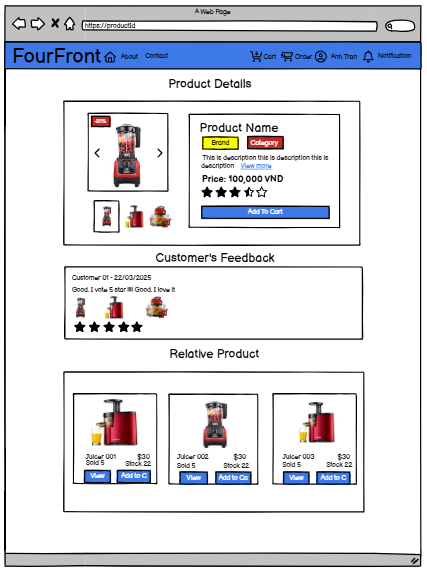 A Web Page
https://productId
FourFront About Contact Cart Order Anh Tran Notification
Product Details
-20%
Product Name
Brand Category
This is description this is description this is
description View more
Price: 100,000 VND
Add To Cart
Customer's Feedback
Customer 01 - 22/03/2025
Good. I vote 5 star !!!! Good. I love it
Relative Product
Juicer 001 $30
Sold 5 Stock 22
View Add to C
Juicer 002 $30
Sold 5 Stock 22
View Add to Ca
Juicer 003 $30
Sold 5 Stock 22
View Add to C